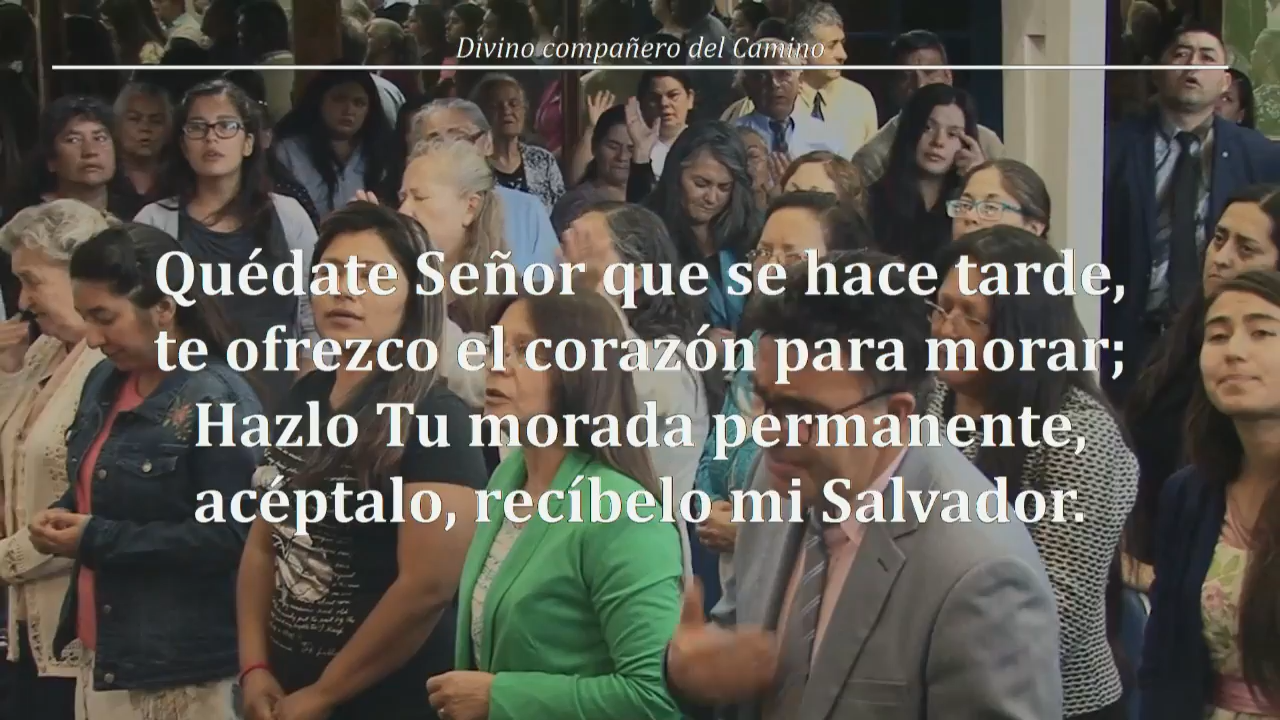 Divino compañero del Camino
Quédate Señor que se hace tarde,
te ofrezco el corazón para morar;
Hazlo Tu morada permanente,
acéptalo, recíbelo mi Salvador.